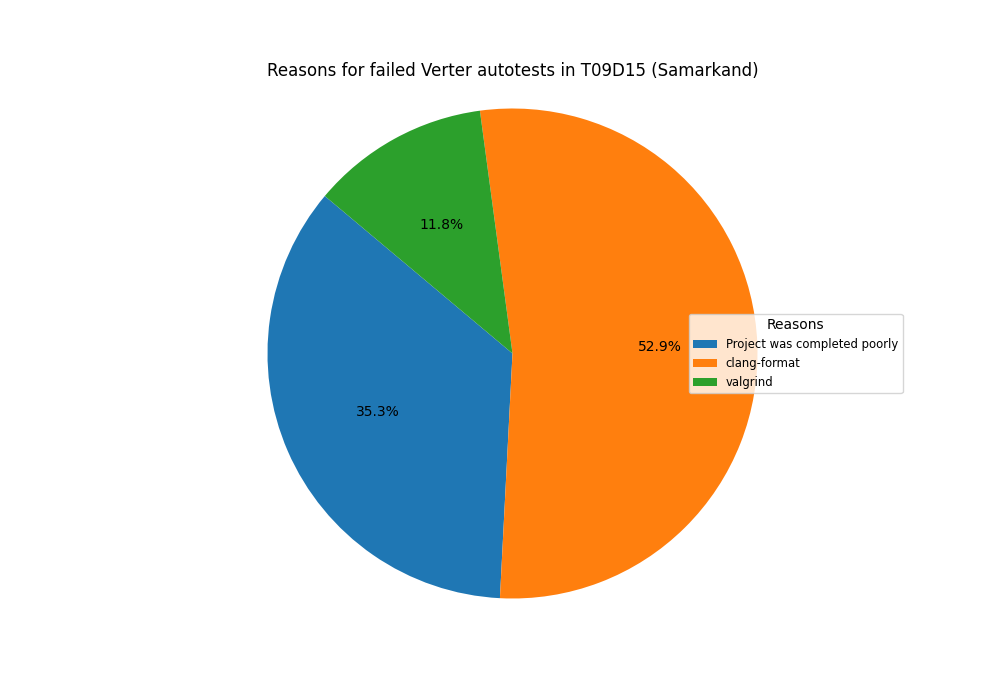 Reasons for failed Verter autotests in T09D15 (Samarkand)
11.8%
52.9%
35.3%
Reasons
Project was completed poorly
clang-format
valgrind